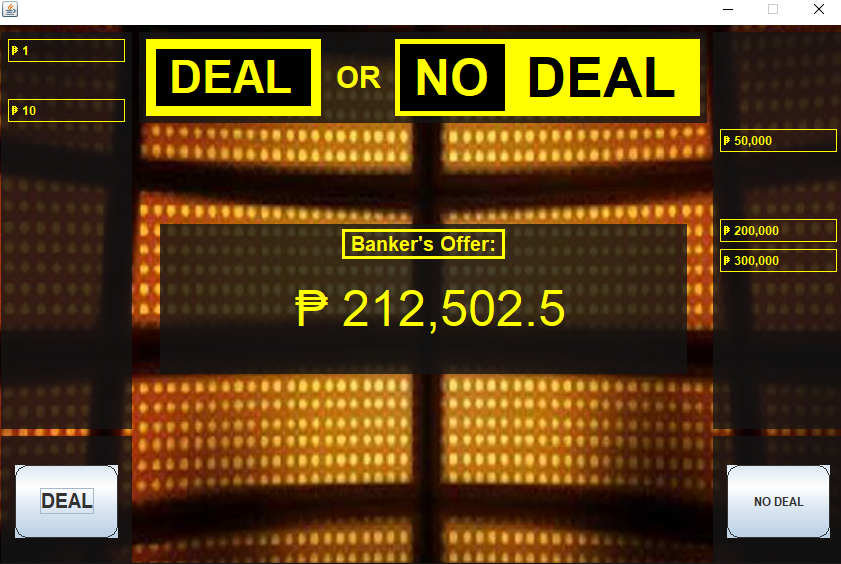 DEAL OR NO DEAL
₱ 1
₱ 10
₱ 50,000
₱ 200,000
₱ 300,000
Banker's Offer:
₱ 212,502.5
DEAL
NO DEAL